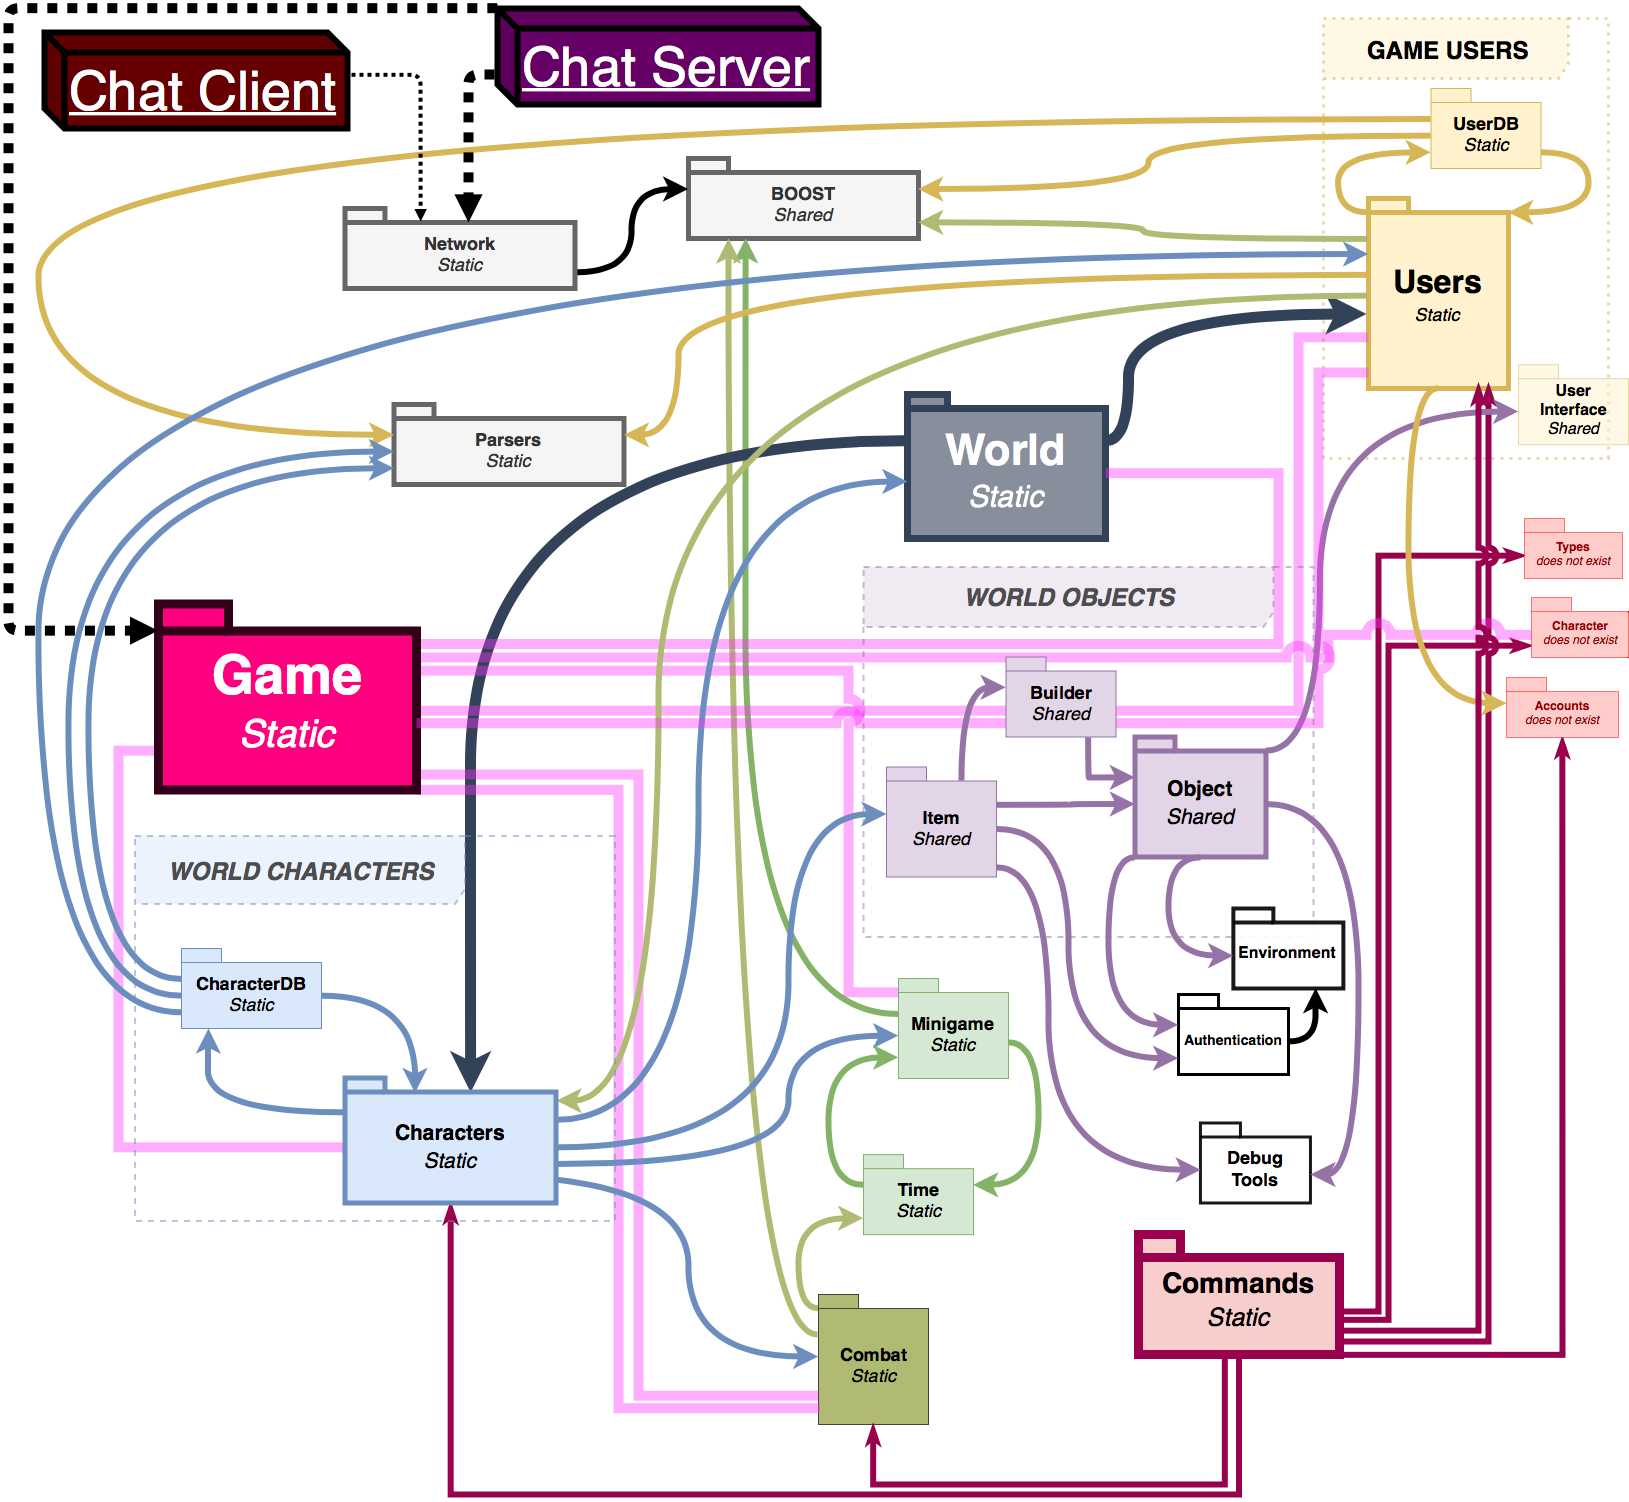 Chat Client
Chat Server
GAME USERS
UserDB
Static
BOOST
Shared
Network
Static
Users
Static
User
Interface
Shared
Parsers
Static
World
Static
Types
does not exist
WORLD OBJECTS
Character
does not exist
Game
Static
Builder
Shared
Accounts
does not exist
Object
Shared
Item
Shared
WORLD CHARACTERS
Environment
CharacterDB
Static
Minigame
Static
Authentication
Characters
Static
Debug
Tools
Time
Static
Commands
Static
Combat
Static